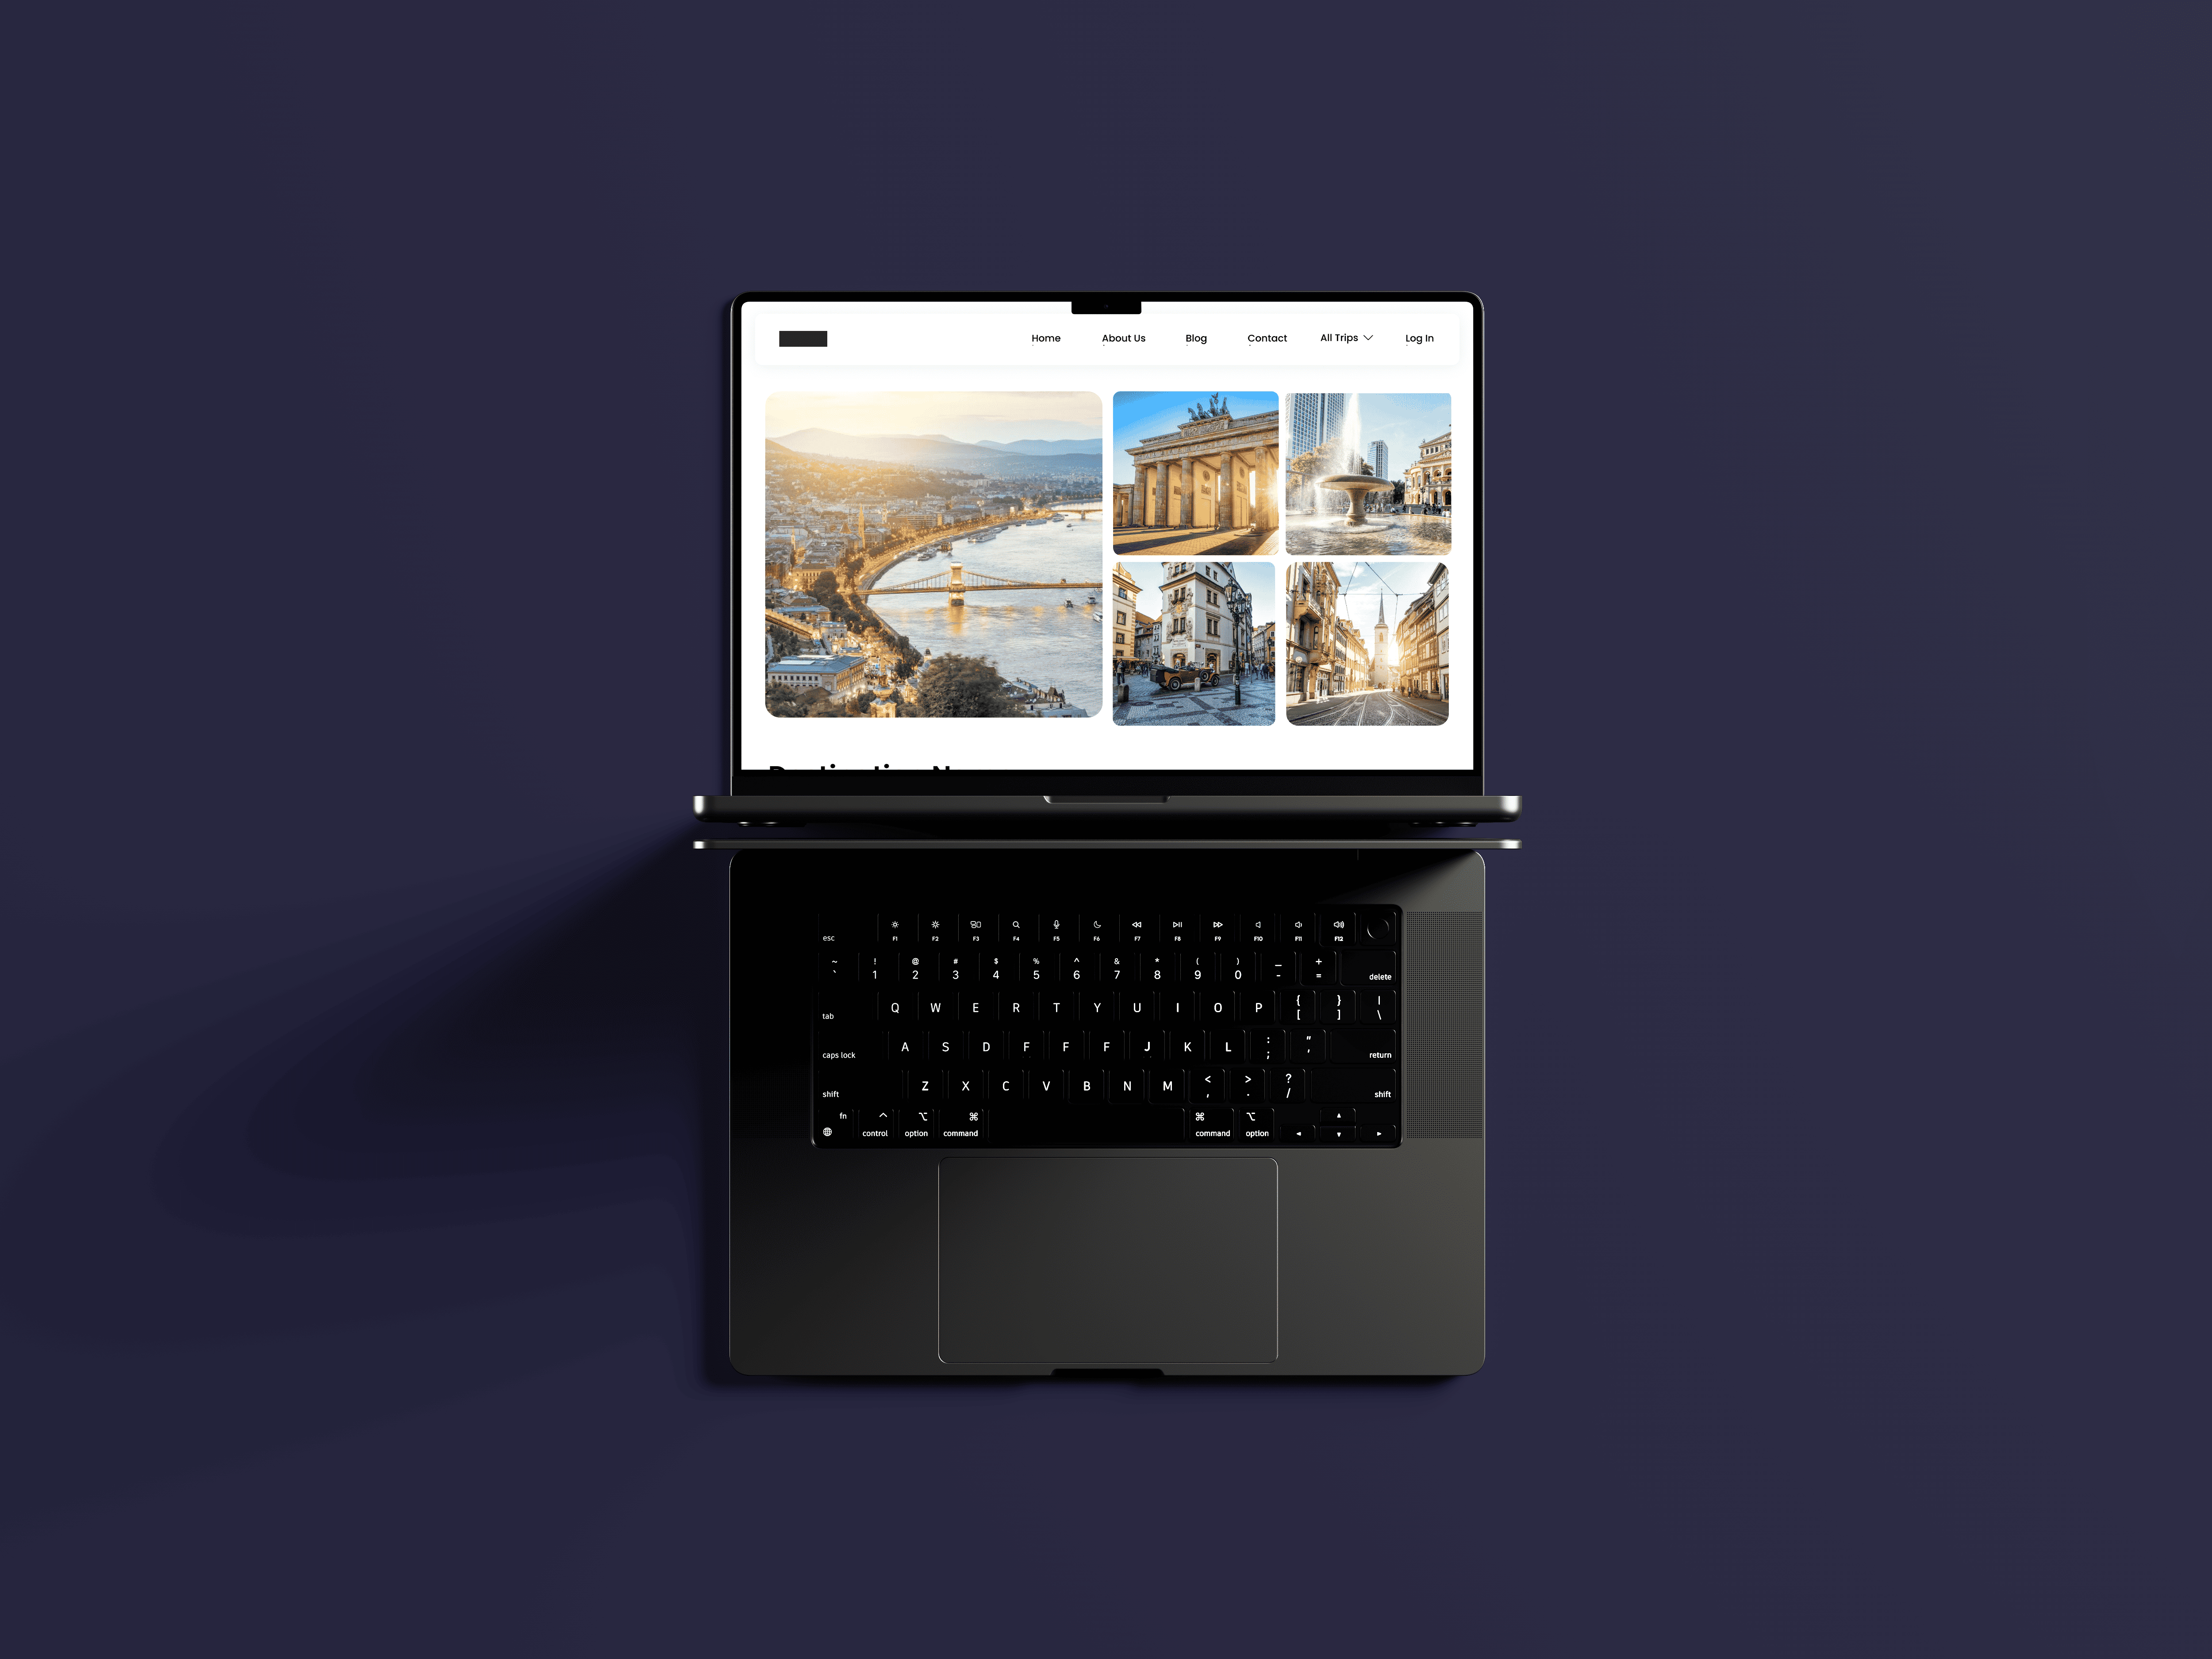 Home About Us Blog Contact All Trips Log In
esc F1 F2 F3 F4 F5 F6 F7 F8 F9 F10 F11 F12
~ ! @ # $ % ^ & * ( ) _ +
` 1 2 3 4 5 6 7 8 9 0 - = delete
tab Q W E R T Y U I O P { } |
[ ] \
caps lock A S D F F F J K L : "
; ' return
shift Z X C V B N M < > ?
, . / shift
fn ^ ⌥ ⌘ ⌘ ⌥
control option command command option